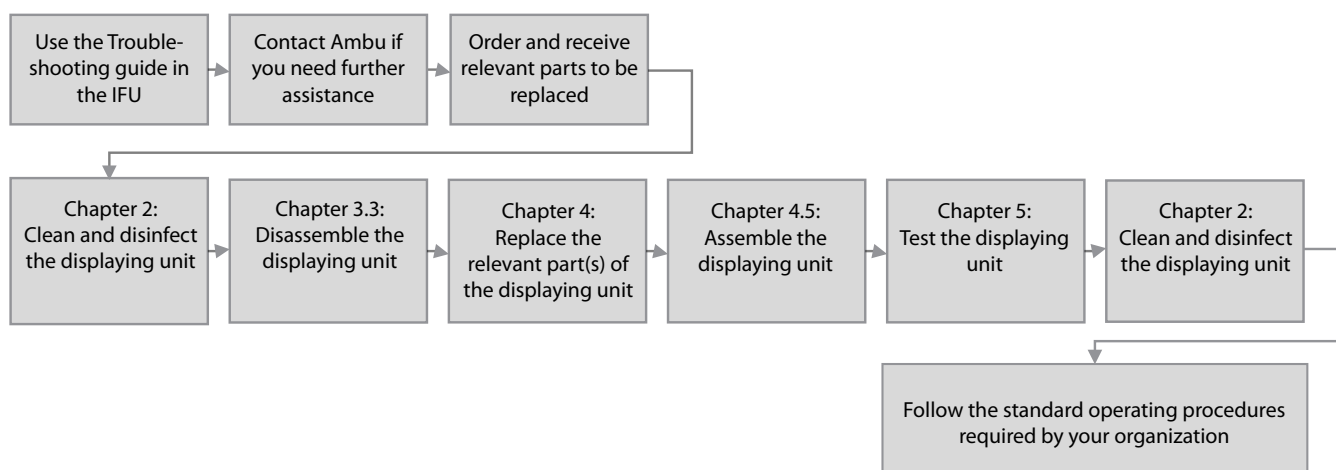 Use the Trouble-
shooting guide in
the IFU
Contact Ambu if
you need further
assistance
Order and receive
relevant parts to be
replaced
Chapter 2:
Clean and disinfect
the displaying unit
Chapter 3.3:
Disassemble the
displaying unit
Chapter 4:
Replace the
relevant part(s) of
the displaying unit
Chapter 4.5:
Assemble the
displaying unit
Chapter 5:
Test the displaying
unit
Chapter 2:
Clean and disinfect
the displaying unit
Follow the standard operating procedures
required by your organization